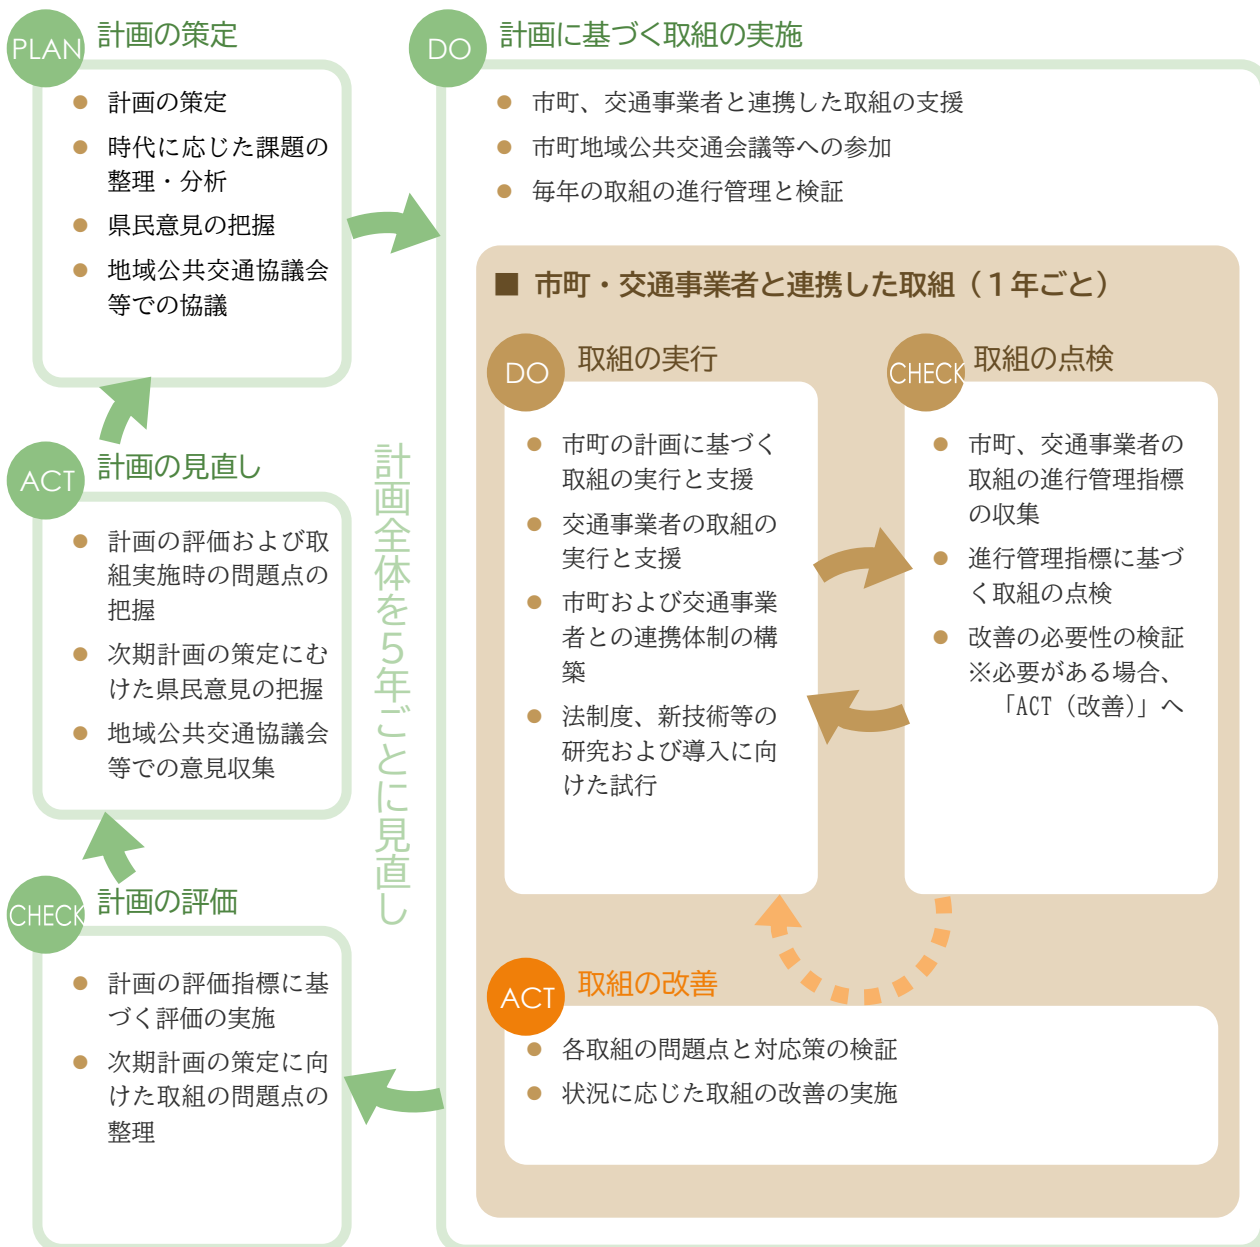 PLAN
計画の策定
計画の策定
時代に応じた課題の
整理・分析
県民意見の把握
地域公共交通協議会
等での協議
DO
計画に基づく取組の実施
市町、交通事業者と連携した取組の支援
市町地域公共交通会議等への参加
毎年の取組の進行管理と検証
■ 市町・交通事業者と連携した取組（１年ごと）
DO
取組の実行
市町の計画に基づく
取組の実行と支援
交通事業者の取組の
実行と支援
市町および交通事業
者との連携体制の構
築
法制度、新技術等の
研究および導入に向
けた試行
CHECK
取組の点検
市町、交通事業者の
取組の進行管理指標
の収集
進行管理指標に基づ
く取組の点検
改善の必要性の検証
※必要がある場合、
「ACT（改善）」へ
ACT
取組の改善
各取組の問題点と対応策の検証
状況に応じた取組の改善の実施
計画全体を５年ごとに見直し
ACT
計画の見直し
計画の評価および取
組実施時の問題点の
把握
次期計画の策定にむ
けた県民意見の把握
地域公共交通協議会
等での意見収集
CHECK
計画の評価
計画の評価指標に基
づく評価の実施
次期計画の策定に向
けた取組の問題点の
整理